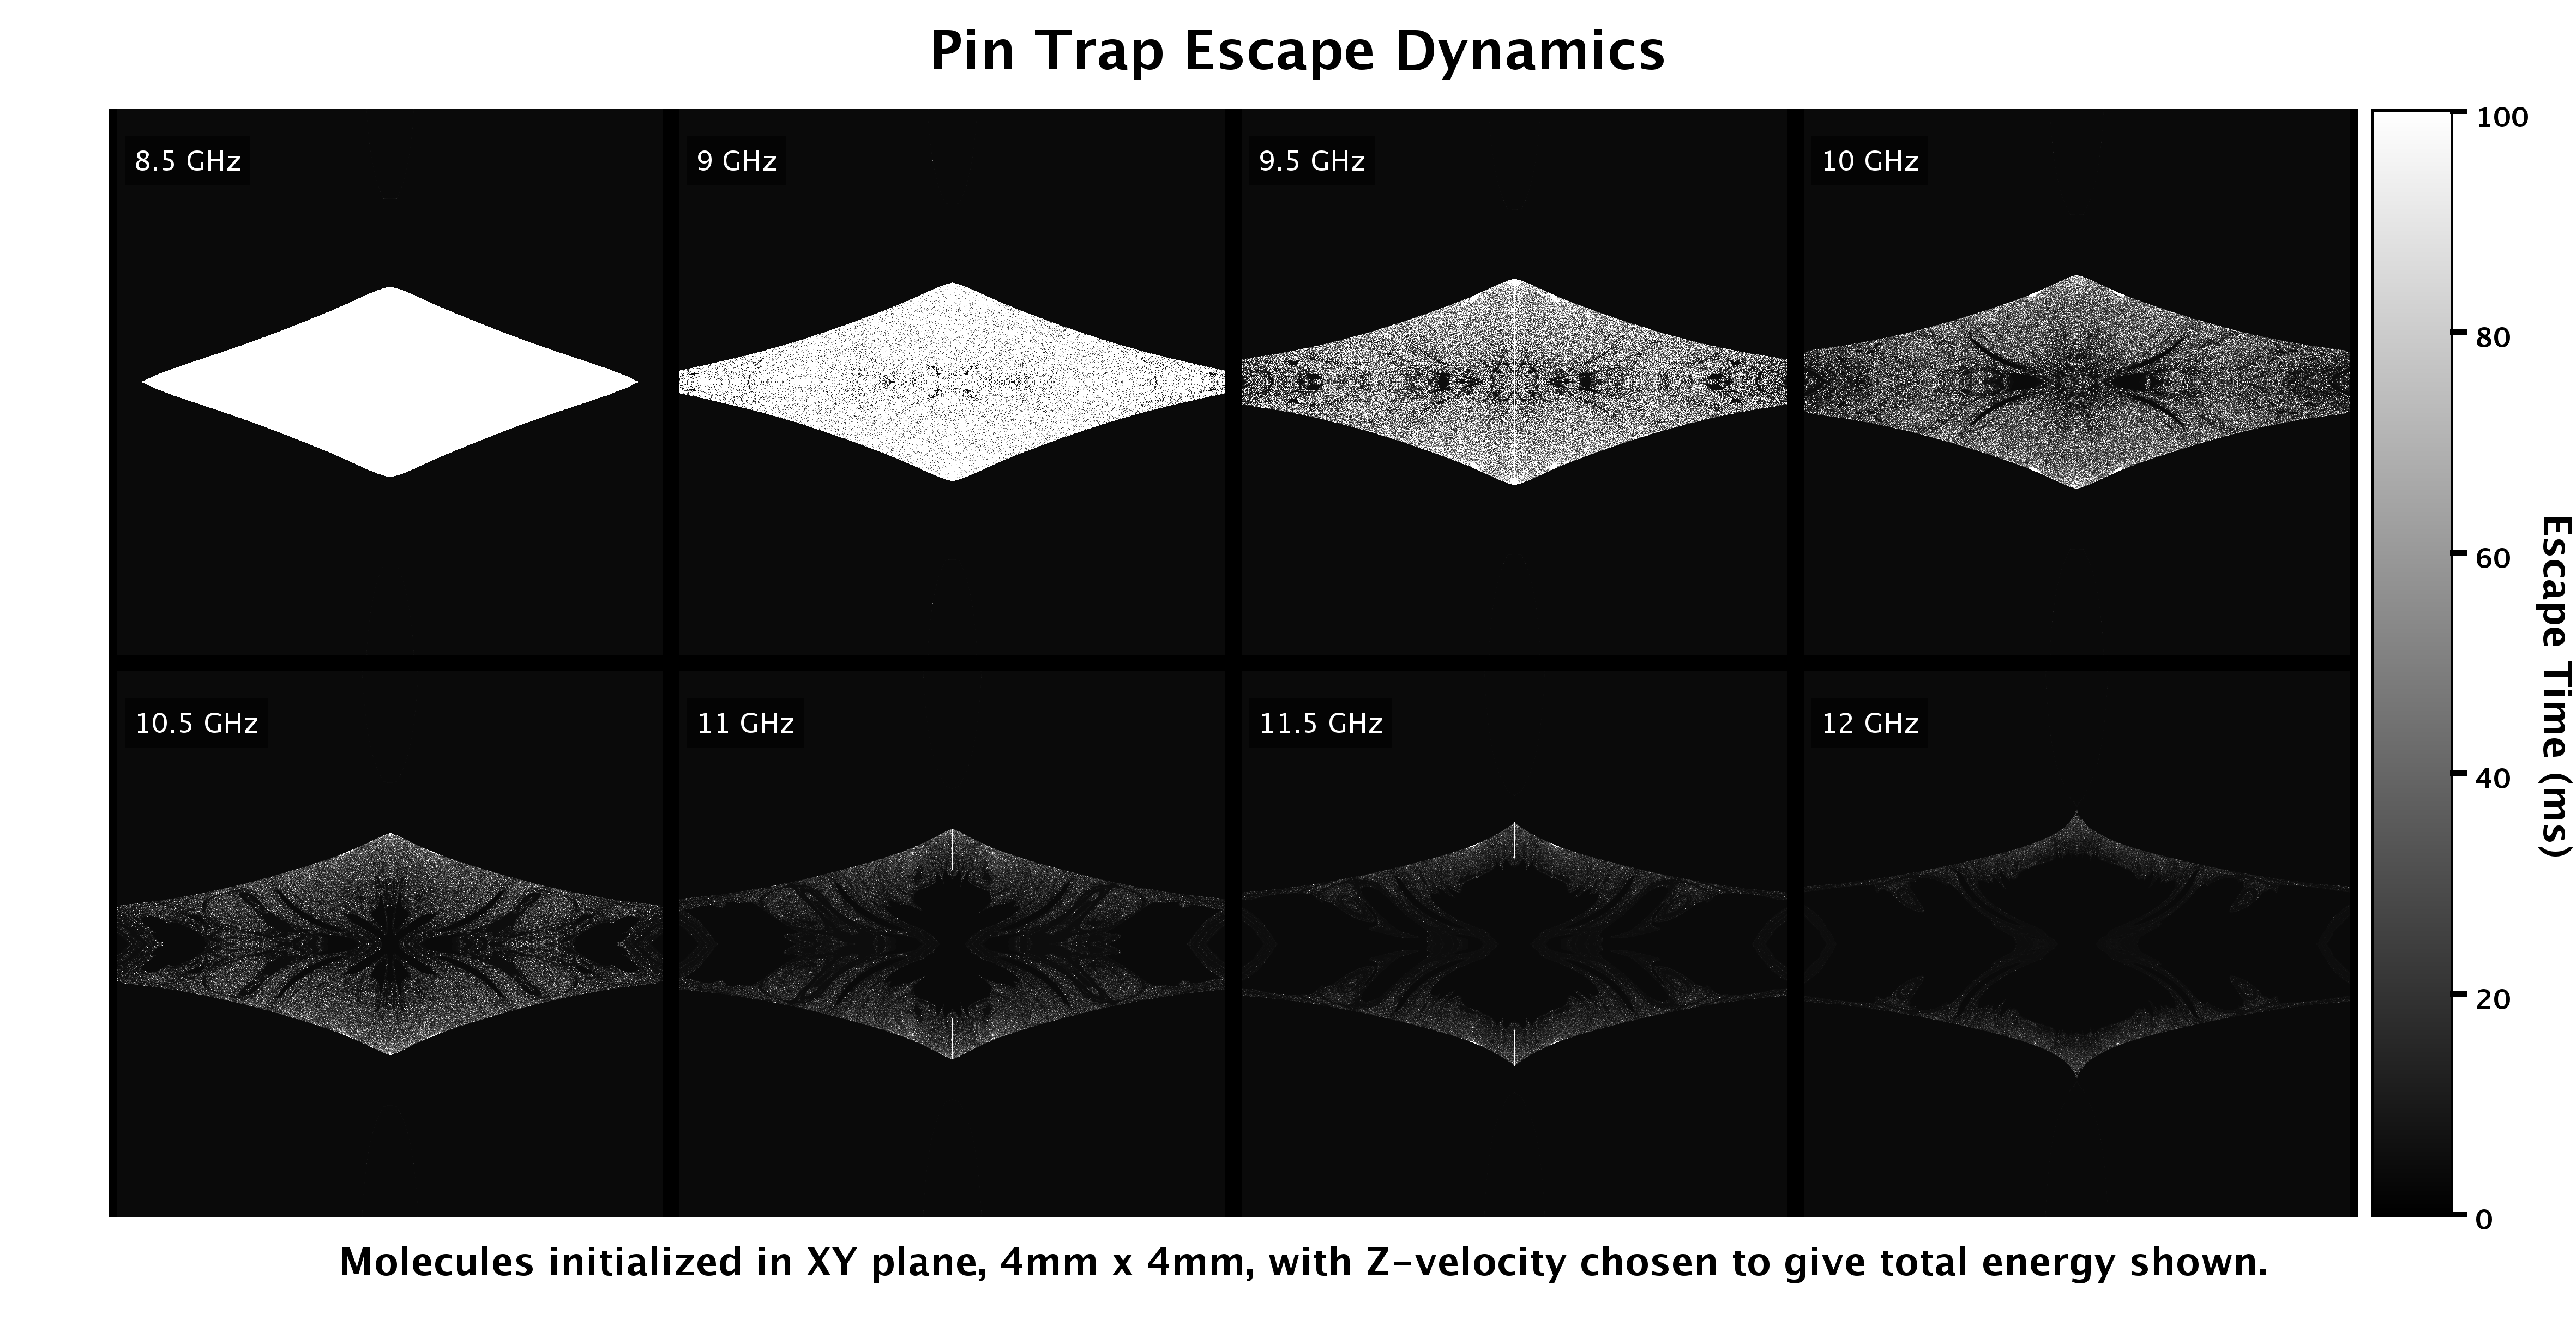 Pin Trap Escape Dynamics
8.5 GHz
9 GHz
9.5 GHz
10 GHz
10.5 GHz
11 GHz
11.5 GHz
12 GHz
100
80
60
40
20
0
Escape Time (ms)
Molecules initialized in XY plane, 4mm x 4mm, with Z-velocity chosen to give total energy shown.